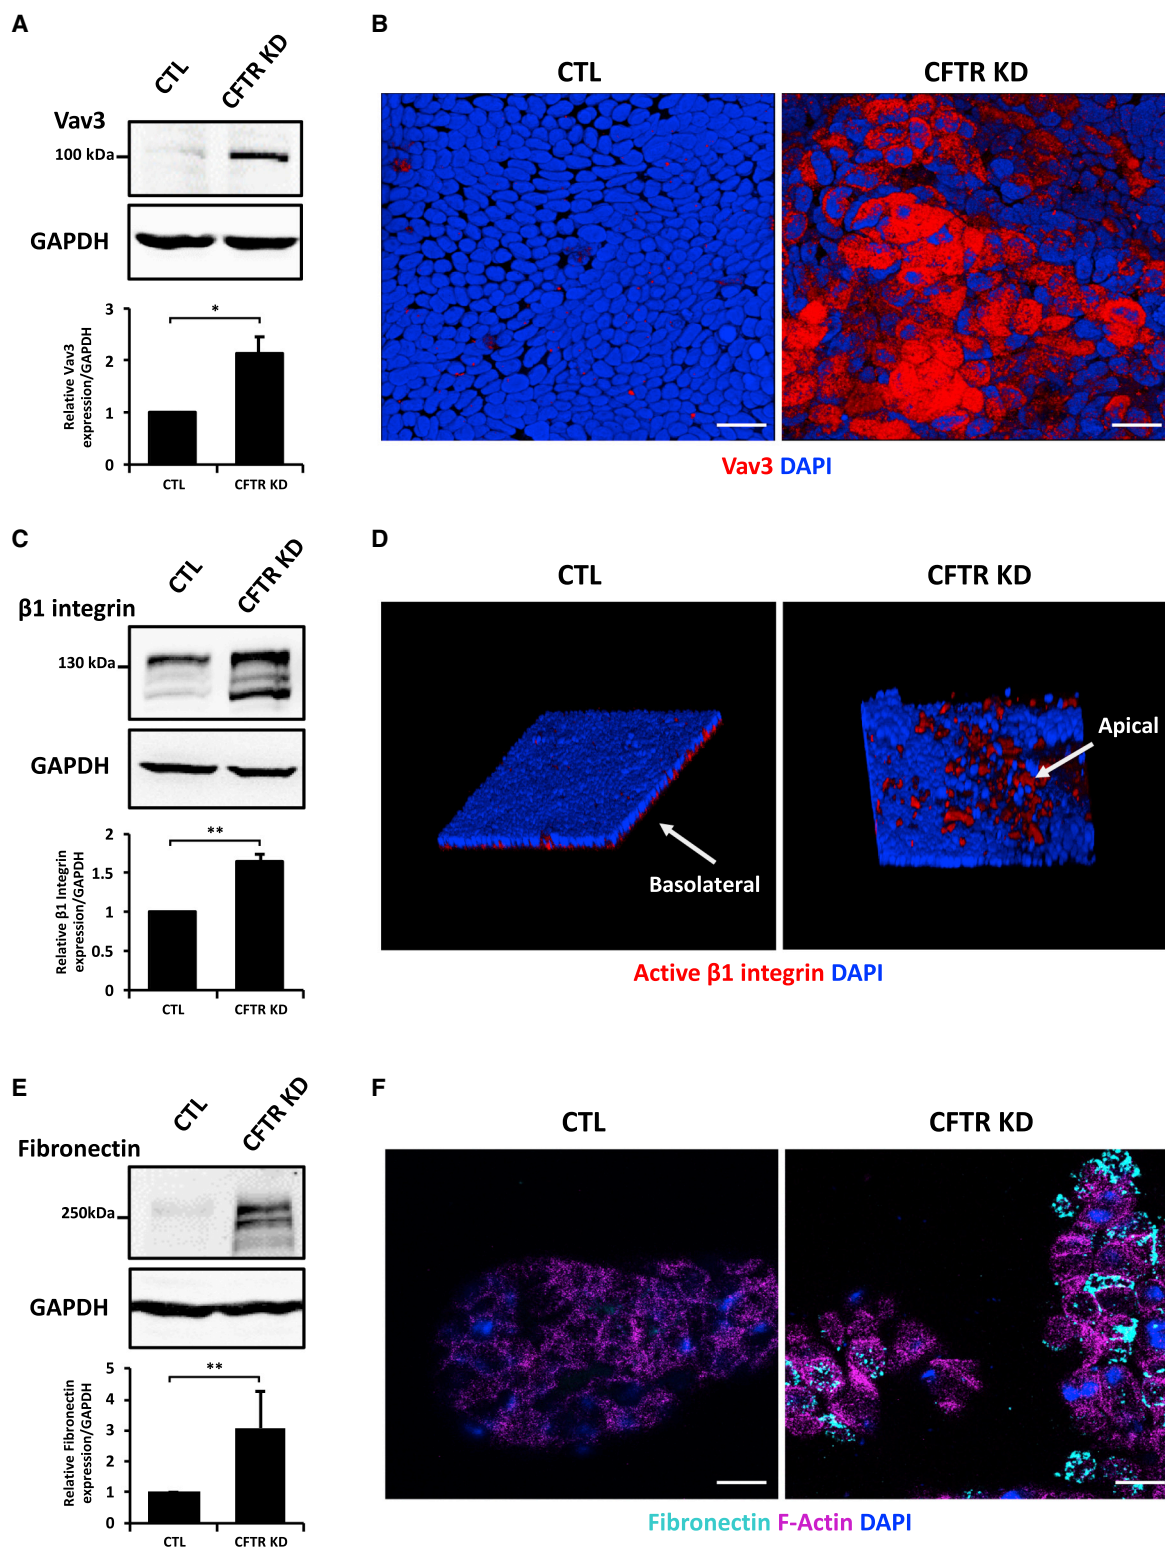 A
CTL
CFTR KD
Vav3
100 kDa
GAPDH
3
*
2
1
0
Relative Vav3
expression/GAPDH
CTL
CFTR KD
B
CTL
CFTR KD
Vav3 DAPI
C
CTL
CFTR KD
β1 integrin
130 kDa
GAPDH
2
**
1.5
1
0.5
0
Relative β1 Integrin
expression/GAPDH
CTL
CFTR KD
D
CTL
CFTR KD
Basolateral
Apical
Active β1 integrin DAPI
E
CTL
CFTR KD
Fibronectin
250kDa
GAPDH
5
**
4
3
2
1
0
Relative Fibronectin
expression/GAPDH
CTL
CFTR KD
F
CTL
CFTR KD
Fibronectin F-Actin DAPI